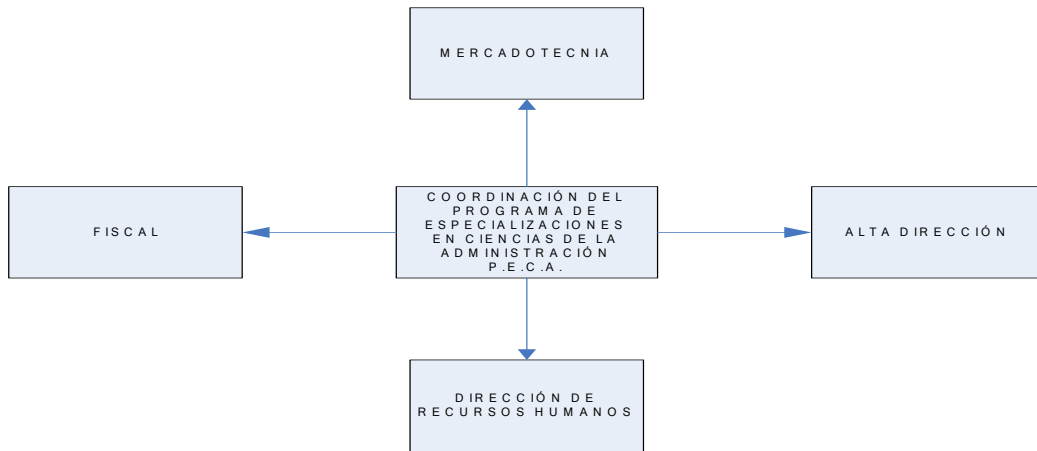 MERCADOTECNIA
COORDINACIÓN DEL
PROGRAMA DE
ESPECIALIZACIONES
EN CIENCIAS DE LA
ADMINISTRACIÓN
P.E.C.A.
FISCAL
ALTA DIRECCIÓN
DIRECCIÓN DE
RECURSOS HUMANOS